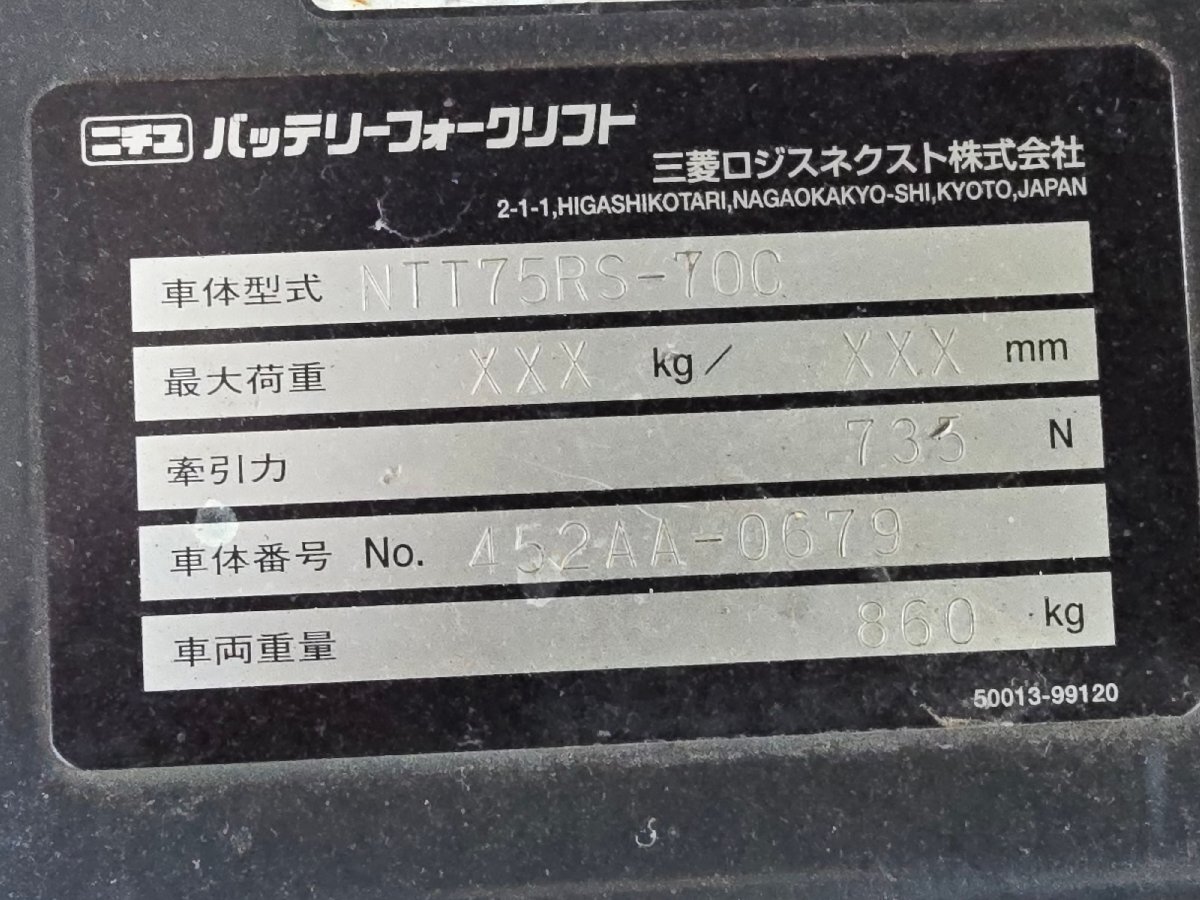 ニチユ バッテリーフォークリフト
三菱ロジスネクスト株式会社
2-1-1,HIGASHIKOTARI,NAGAOKAKYO-SHI,KYOTO,JAPAN
車体型式 NTT75RS-70C
最大荷重 XXX kg/ XXX mm
牽引力 735 N
車体番号 No. 452AA-0679
車両重量 860 kg
50013-99120